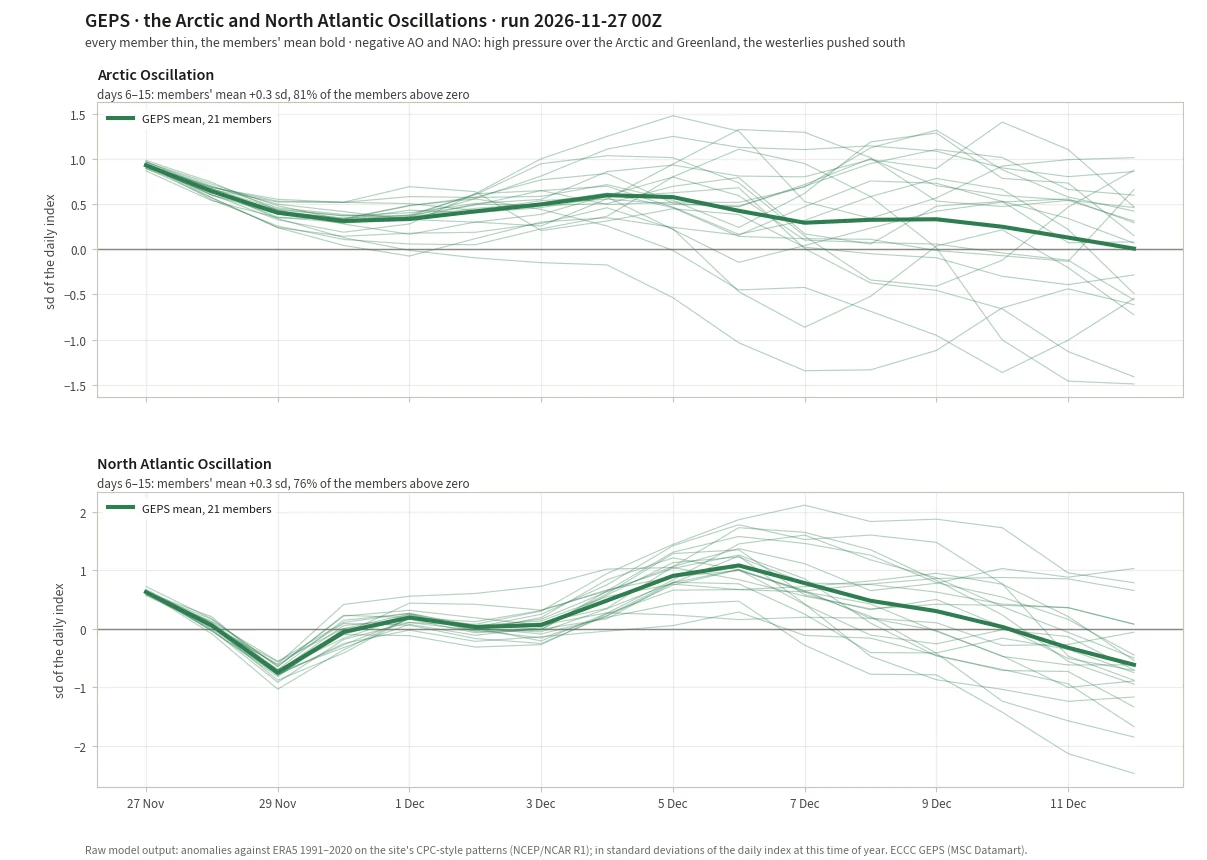 GEPS · the Arctic and North Atlantic Oscillations · run 2026-11-27 00Z
every member thin, the members' mean bold · negative AO and NAO: high pressure over the Arctic and Greenland, the westerlies pushed south
Arctic Oscillation
days 6–15: members' mean +0.3 sd, 81% of the members above zero
GEPS mean, 21 members
sd of the daily index
1.5
1.0
0.5
0.0
−0.5
−1.0
−1.5
North Atlantic Oscillation
days 6–15: members' mean +0.3 sd, 76% of the members above zero
GEPS mean, 21 members
sd of the daily index
2
1
0
−1
−2
27 Nov
29 Nov
1 Dec
3 Dec
5 Dec
7 Dec
9 Dec
11 Dec
Raw model output: anomalies against ERA5 1991–2020 on the site's CPC-style patterns (NCEP/NCAR R1); in standard deviations of the daily index at this time of year. ECCC GEPS (MSC Datamart).